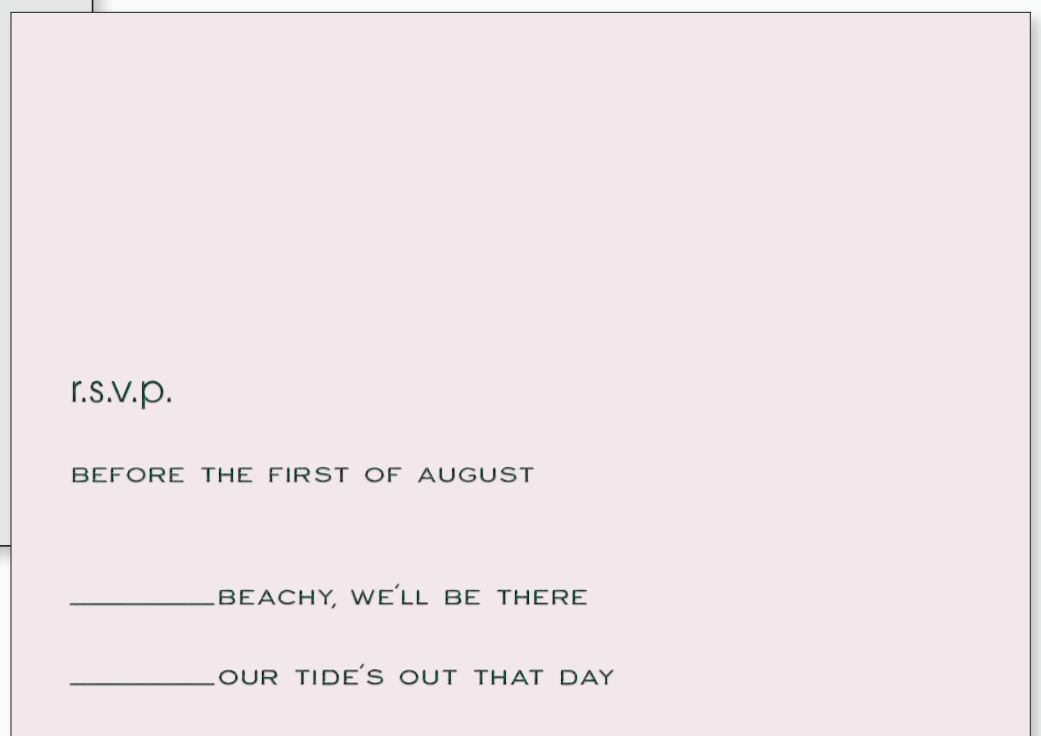 r.s.v.p.
BEFORE THE FIRST OF AUGUST
__________BEACHY, WE'LL BE THERE
__________OUR TIDE'S OUT THAT DAY